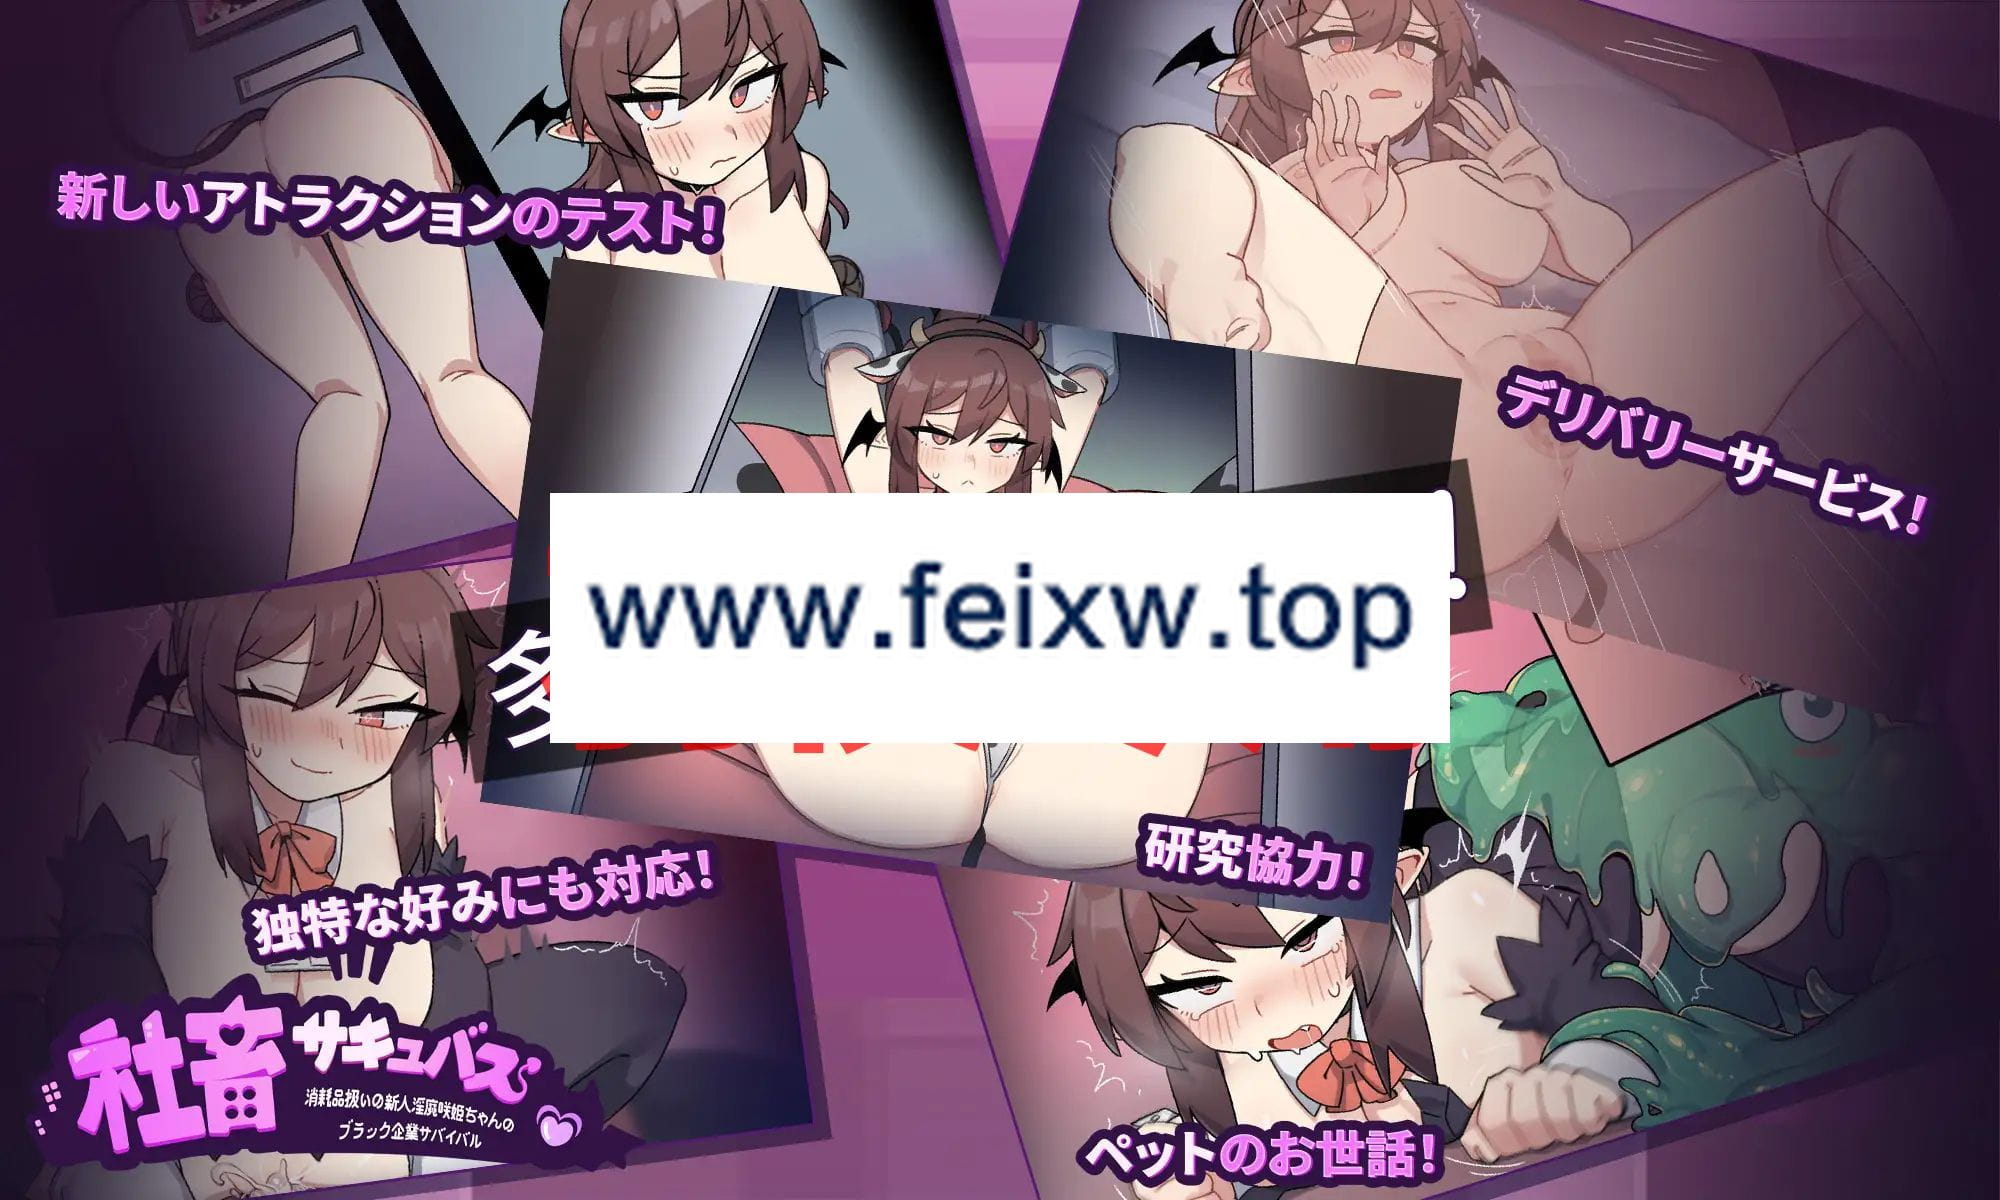 新しいアトラクションのテスト!
デリバリーサービス!
www.feixw.top
研究協力!
独特な好みにも対応!
社畜サキュバス
消耗品扱いの新人淫魔咲姫ちゃんの
ブラック企業サバイバル
ペットのお世話!